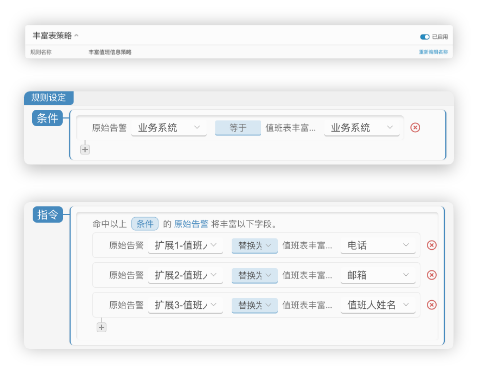 丰富表策略
已启用
规则名称 丰富值班信息策略 重新编辑名称
规则设定
条件
原始告警 业务系统 等于 值班表丰富... 业务系统
指令
命中以上 条件 的 原始告警 将丰富以下字段。
原始告警 扩展1-值班 替换为 值班表丰富... 电话
原始告警 扩展2-值班 替换为 值班表丰富... 邮箱
原始告警 扩展3-值班 替换为 值班表丰富... 值班人姓名